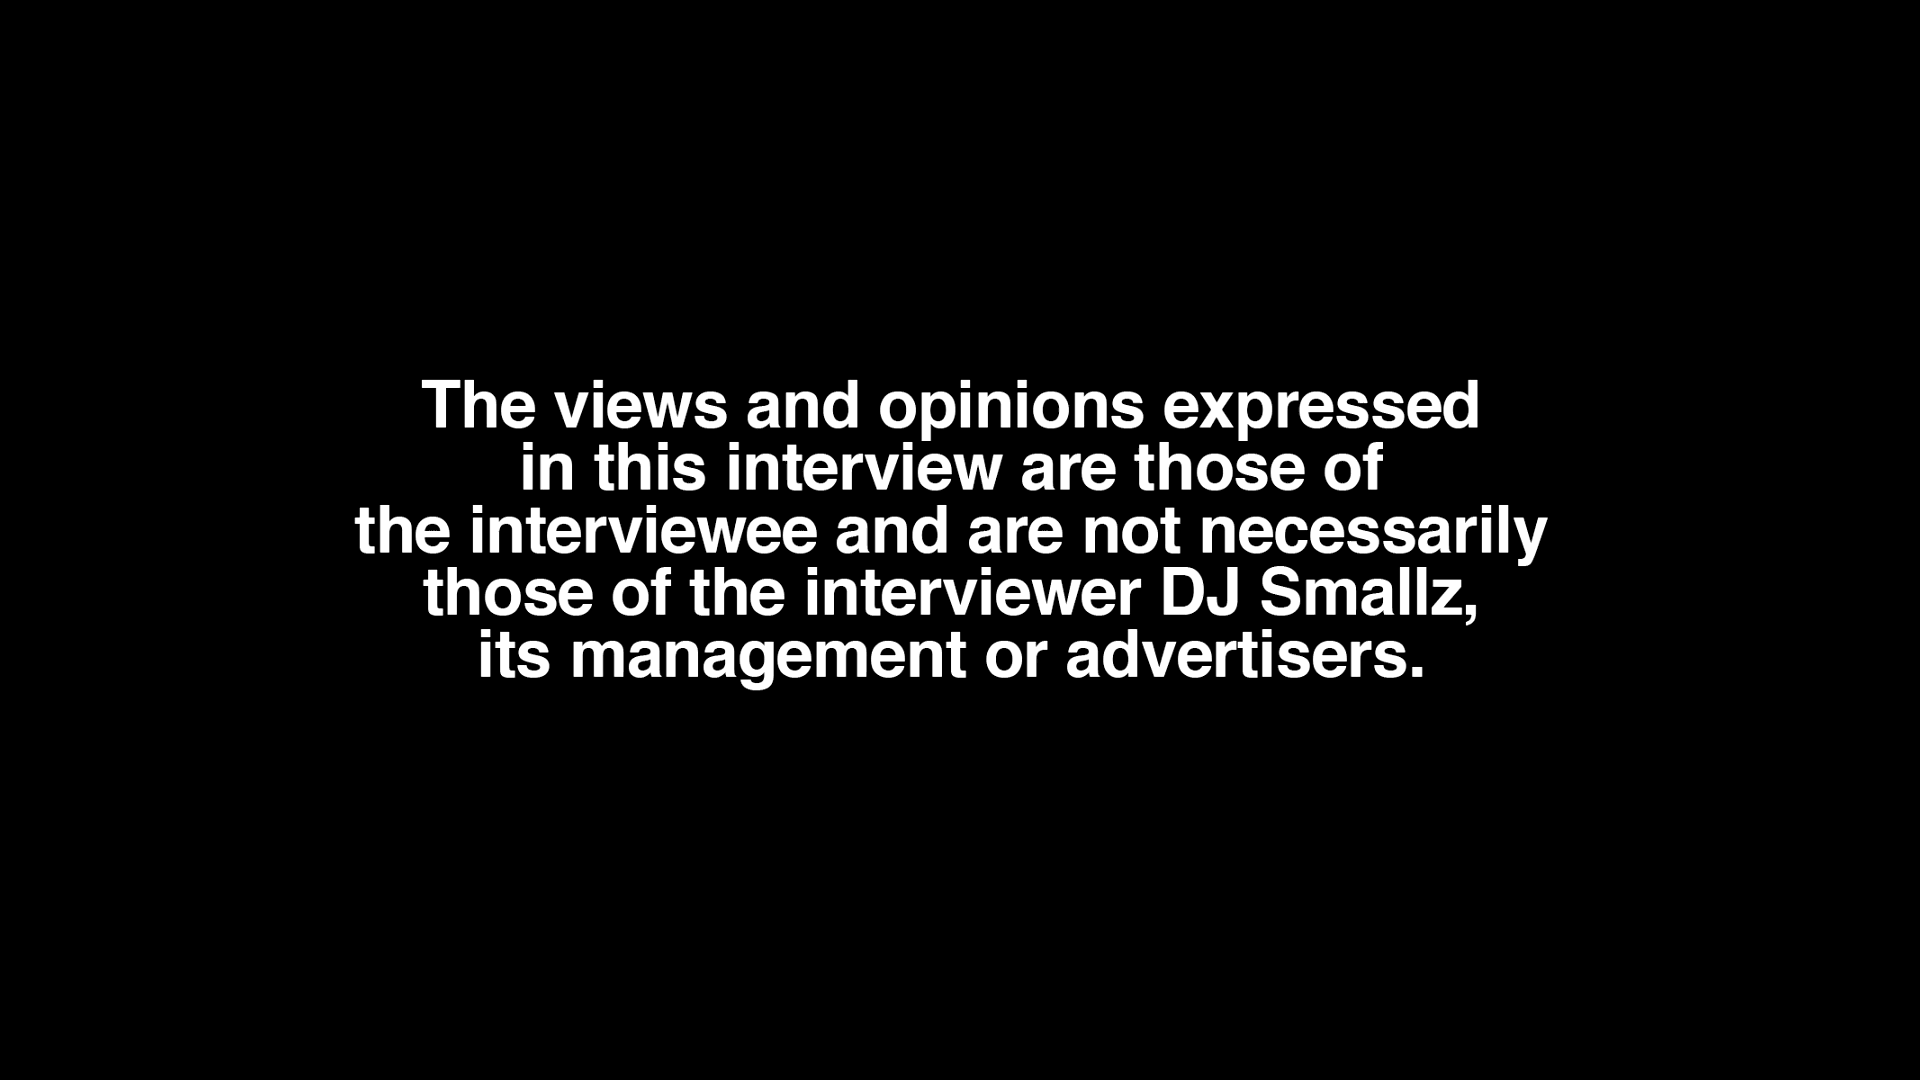 The views and opinions expressed
in this interview are those of
the interviewee and are not necessarily
those of the interviewer DJ Smallz,
its management or advertisers.